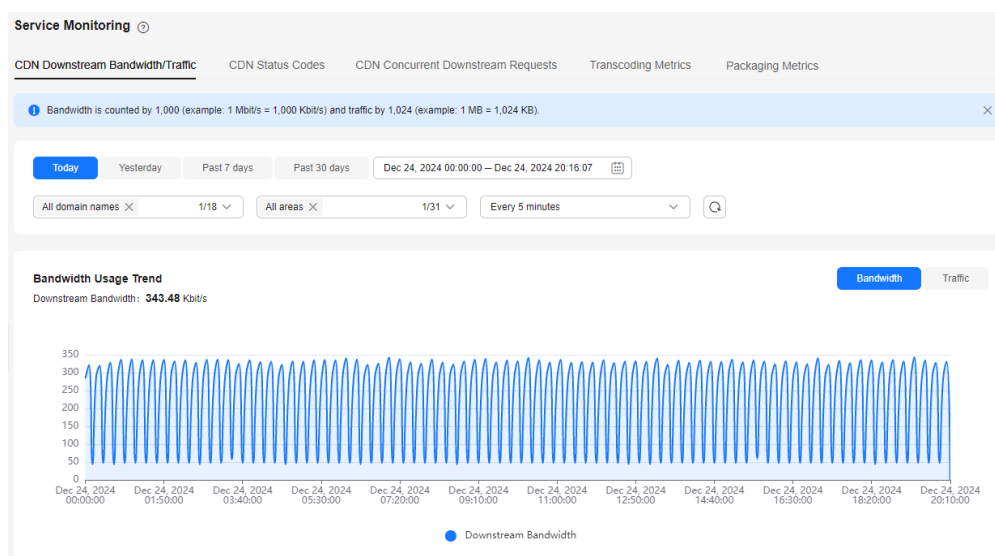 Service Monitoring ?
CDN Downstream Bandwidth/Traffic CDN Status Codes CDN Concurrent Downstream Requests Transcoding Metrics Packaging Metrics
Bandwidth is counted by 1,000 (example: 1 Mbit/s = 1,000 Kbit/s) and traffic by 1,024 (example: 1 MB = 1,024 KB).
Today Yesterday Past 7 days Past 30 days Dec 24, 2024 00:00:00 – Dec 24, 2024 20:16:07
All domain names 1/18 All areas 1/31 Every 5 minutes
Bandwidth Usage Trend Bandwidth Traffic
Downstream Bandwidth: 343.48 Kbit/s
350
300
250
200
150
100
50
0
Dec 24, 2024 Dec 24, 2024 Dec 24, 2024 Dec 24, 2024 Dec 24, 2024 Dec 24, 2024 Dec 24, 2024 Dec 24, 2024 Dec 24, 2024 Dec 24, 2024 Dec 24, 2024 Dec 24, 2024
00:00:00 01:50:00 03:40:00 05:30:00 07:20:00 09:10:00 11:00:00 12:50:00 14:40:00 16:30:00 18:20:00 20:10:00
Downstream Bandwidth